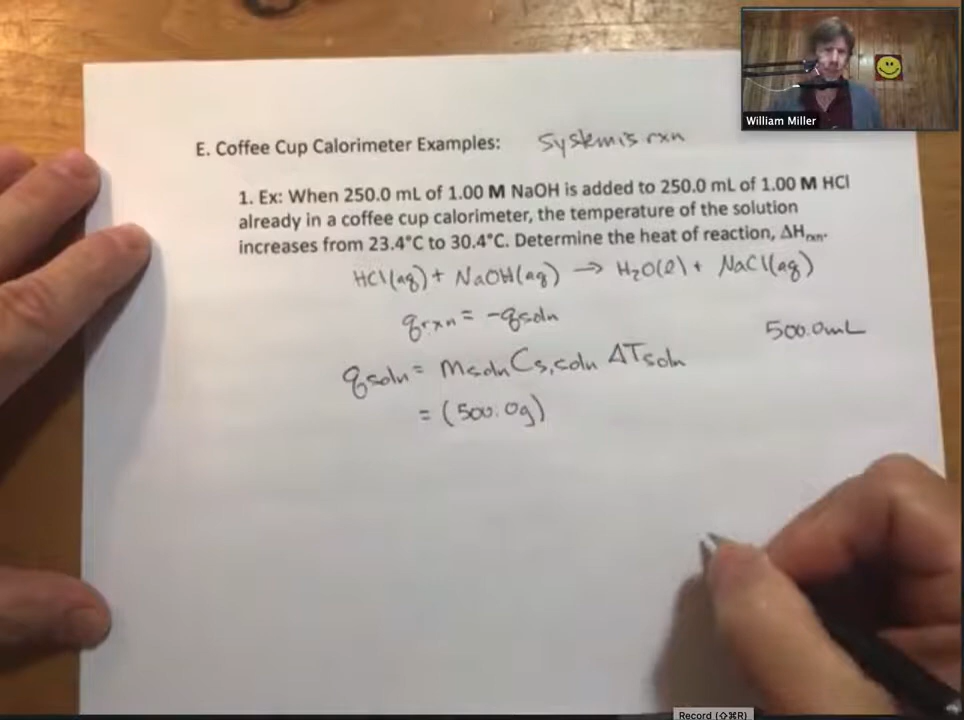 William Miller
E. Coffee Cup Calorimeter Examples: System is rxn
1. Ex: When 250.0 mL of 1.00 M NaOH is added to 250.0 mL of 1.00 M HCl
already in a coffee cup calorimeter, the temperature of the solution
increases from 23.4°C to 30.4°C. Determine the heat of reaction, ΔHrxn.
HCl(aq) + NaOH(aq) → H₂O(l) + NaCl(aq)
qrxn = -qsoln
500.0mL
qsoln = msoln Cs,soln ΔTsoln
= (500.0g)
Record (⇧⌘R)